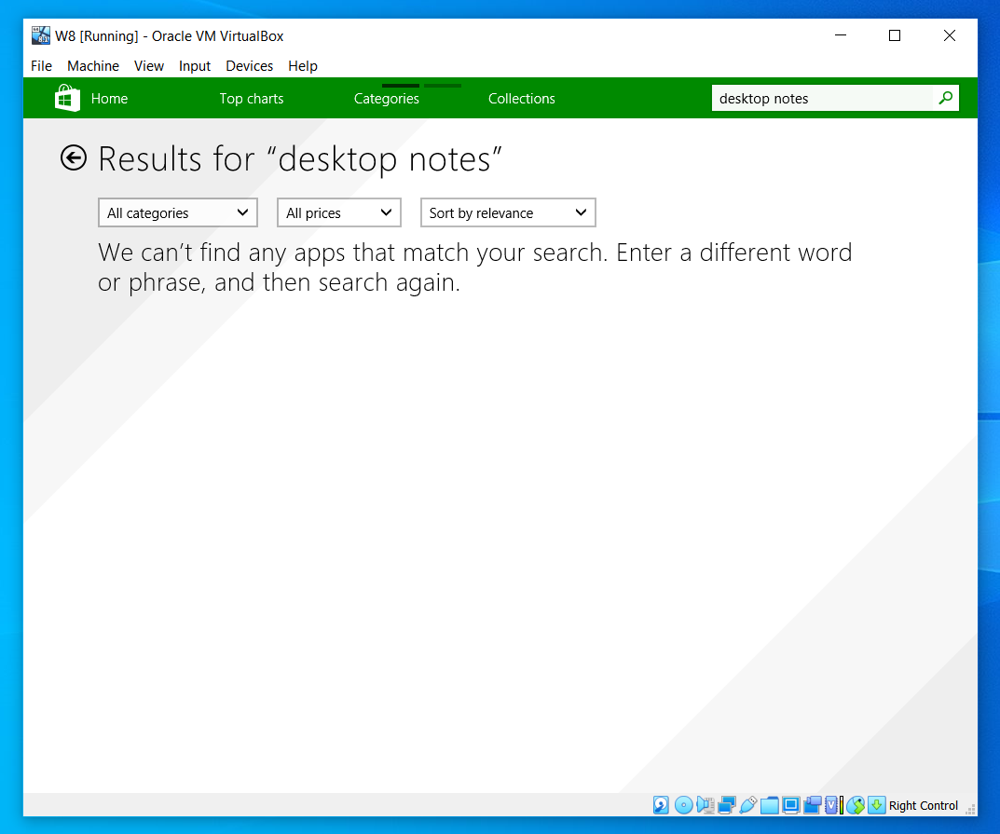 W8 [Running] - Oracle VM VirtualBox
File Machine View Input Devices Help
Home Top charts Categories Collections desktop notes
Results for “desktop notes”
All categories All prices Sort by relevance
We can’t find any apps that match your search. Enter a different word
or phrase, and then search again.
Right Control